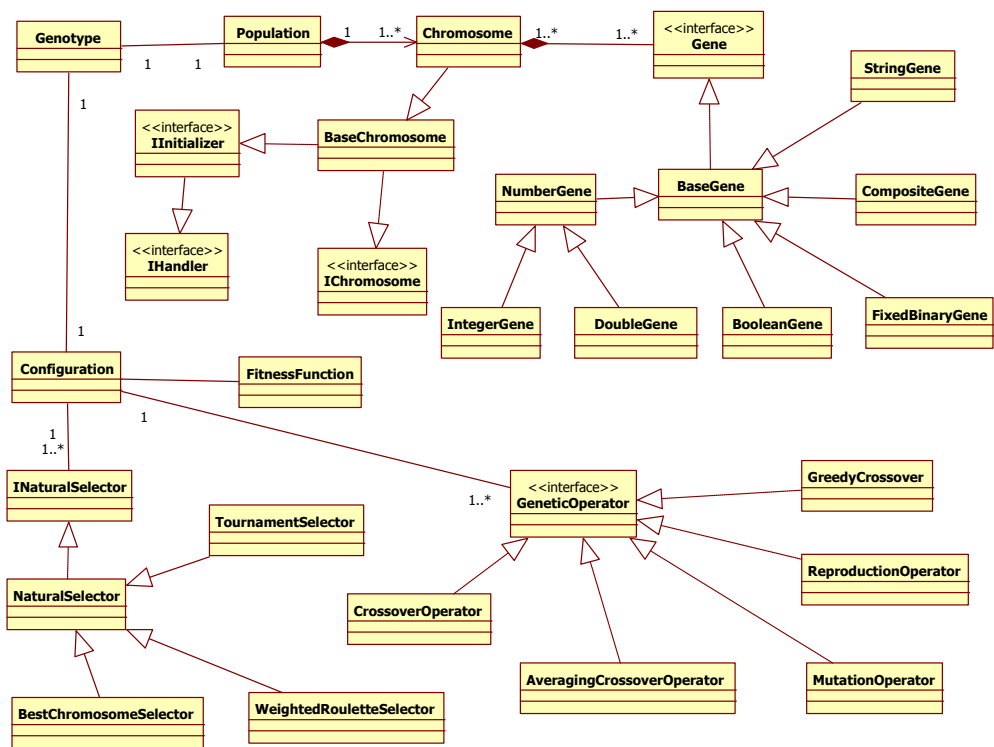 Genotype
Population
Chromosome
<<interface>>
Gene
1
1..*
1..*
1..*
1
1
StringGene
1
<<interface>>
IInitializer
BaseChromosome
NumberGene
BaseGene
CompositeGene
<<interface>>
IHandler
<<interface>>
IChromosome
IntegerGene
DoubleGene
BooleanGene
FixedBinaryGene
1
Configuration
FitnessFunction
1
1
1..*
INaturalSelector
<<interface>>
GeneticOperator
1..*
GreedyCrossover
TournamentSelector
ReproductionOperator
NaturalSelector
CrossoverOperator
AveragingCrossoverOperator
MutationOperator
BestChromosomeSelector
WeightedRouletteSelector